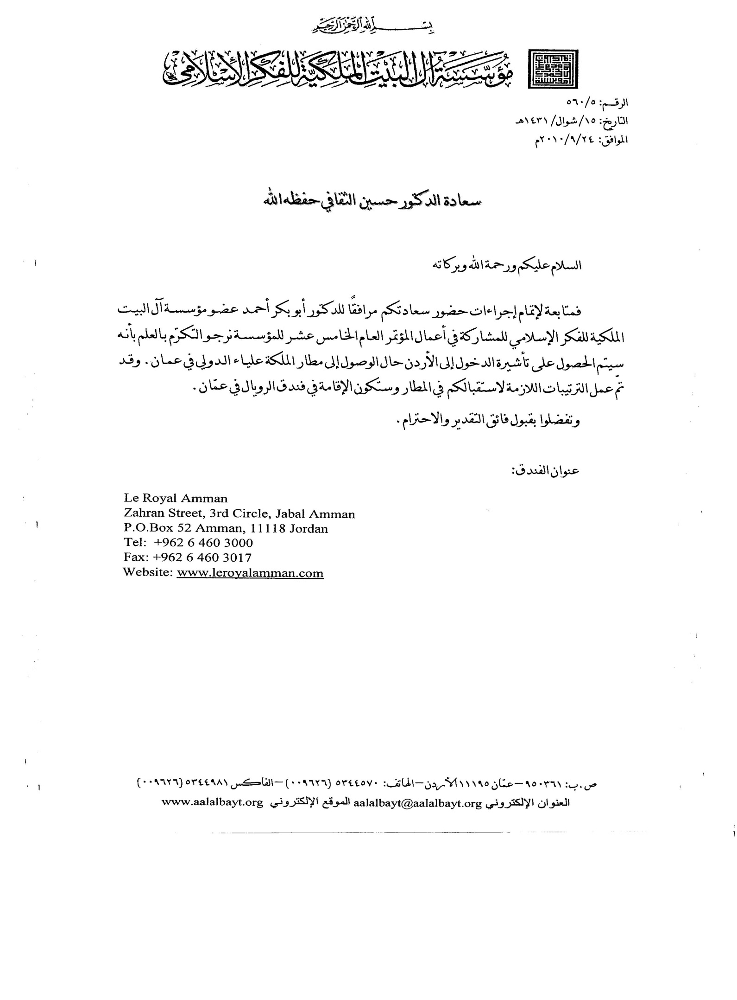 بسم الله الرحمن الرحيم
مؤسسة آل البيت الملكية للفكر الإسلامي
الرقم: ٥٦٠/٥
التاريخ: ١٥/شوال/١٤٣١هـ
الموافق: ٢٠١٠/٩/٢٤م
سعادة الدكتور حسين الثقافي حفظه الله
السلام عليكم ورحمة الله وبركاته
فمتابعة لإتمام إجراءات حضور سعادتكم مرافقًا للدكتور أبو بكر أحمد عضو مؤسسة آل البيت
الملكية للفكر الإسلامي للمشاركة في أعمال المؤتمر العام الخامس عشر للمؤسسة نرجو التكرّم بالعلم بأنه
سيتم الحصول على تأشيرة الدخول إلى الأردن حال الوصول إلى مطار الملكة علياء الدولي في عمان. وقد
تمّ عمل الترتيبات اللازمة لاستقبالكم في المطار وستكون الإقامة في فندق الرويال في عمّان.
وتفضلوا بقبول فائق التقدير والاحترام.
عنوان الفندق:
Le Royal Amman
Zahran Street, 3rd Circle, Jabal Amman
P.O.Box 52 Amman, 11118 Jordan
Tel: +962 6 460 3000
Fax: +962 6 460 3017
Website: www.leroyalamman.com
ص.ب: ٩٥٠٣٦١–عمّان ١١١٩٥ الأردن–الهاتف: ٥٣٤٤٥٧٠ (٠٠٩٦٢٦)–الفاكس ٥٣٤٤٩٨١ (٠٠٩٦٢٦)
العنوان الإلكتروني aalalbayt@aalalbayt.org الموقع الإلكتروني www.aalalbayt.org